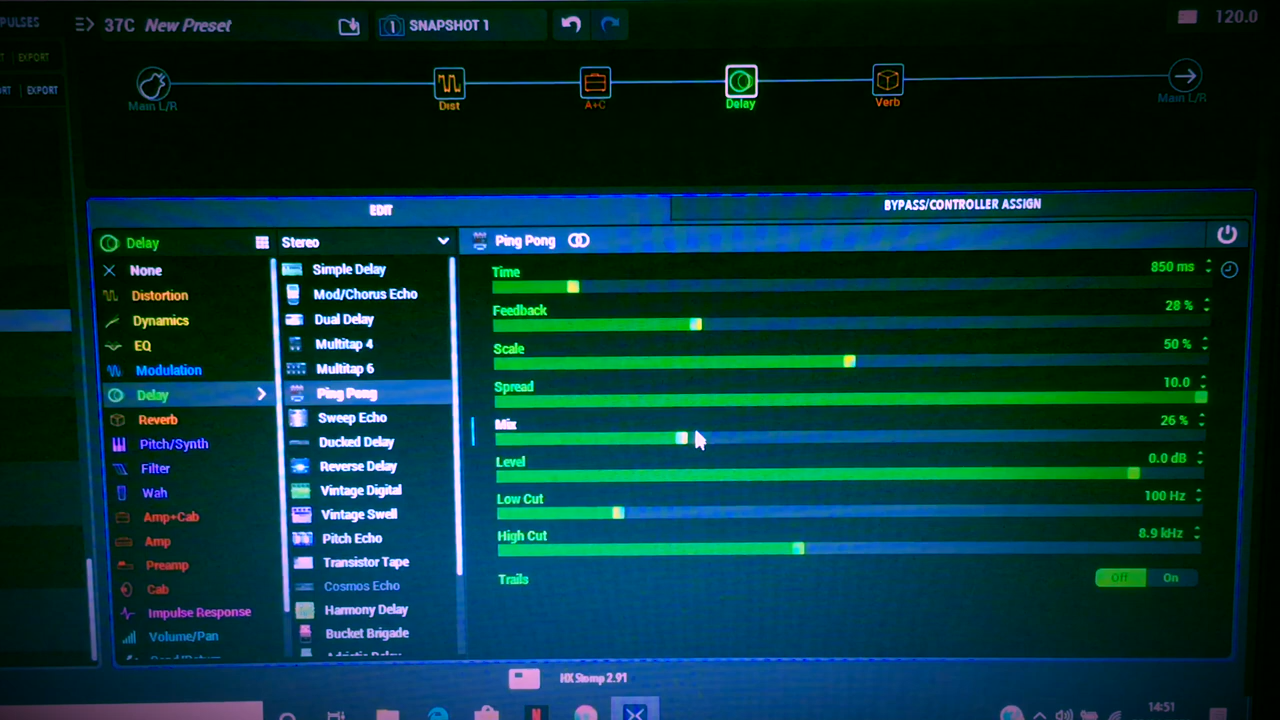 PULSES
37C New Preset
1 SNAPSHOT 1
120.0
EXPORT
EXPORT
Main L/R
Dist
A+C
Delay
Verb
Main L/R
EDIT
BYPASS/CONTROLLER ASSIGN
Delay
Stereo
Ping Pong
None
Distortion
Dynamics
EQ
Modulation
Delay
Reverb
Pitch/Synth
Filter
Wah
Amp+Cab
Amp
Preamp
Cab
Impulse Response
Volume/Pan
Send/Return
Simple Delay
Mod/Chorus Echo
Dual Delay
Multitap 4
Multitap 6
Ping Pong
Sweep Echo
Ducked Delay
Reverse Delay
Vintage Digital
Vintage Swell
Pitch Echo
Transistor Tape
Cosmos Echo
Harmony Delay
Bucket Brigade
Time 850 ms
Feedback 28 %
Scale 50 %
Spread 10.0
Mix 26 %
Level 0.0 dB
Low Cut 100 Hz
High Cut 8.9 kHz
Trails Off On
HX Stomp 2.91
14:51